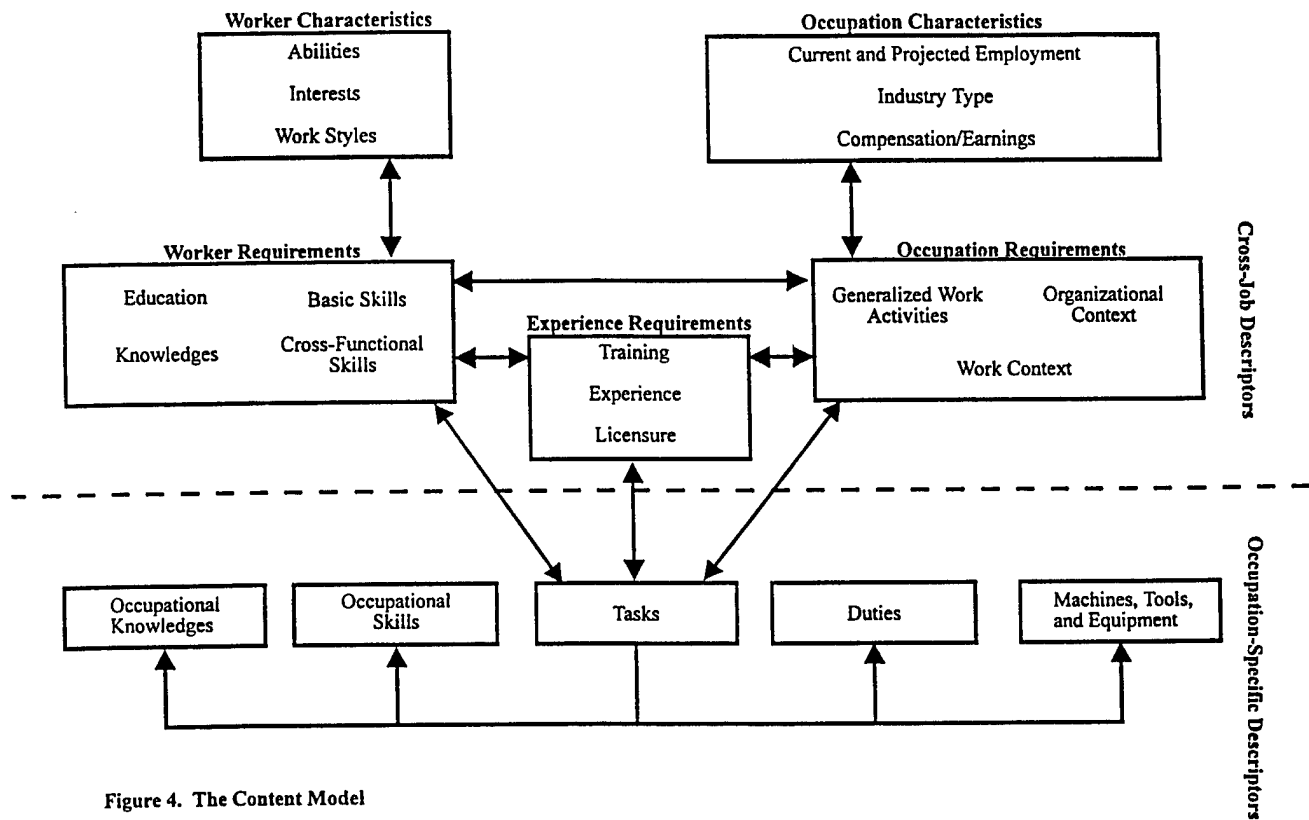 Worker Characteristics
Abilities
Interests
Work Styles
Occupation Characteristics
Current and Projected Employment
Industry Type
Compensation/Earnings
Worker Requirements
Education
Basic Skills
Knowledges
Cross-Functional
Skills
Experience Requirements
Training
Experience
Licensure
Occupation Requirements
Generalized Work
Activities
Organizational
Context
Work Context
Cross-Job Descriptors
Occupational
Knowledges
Occupational
Skills
Tasks
Duties
Machines, Tools,
and Equipment
Occupation-Specific Descriptors
Figure 4. The Content Model